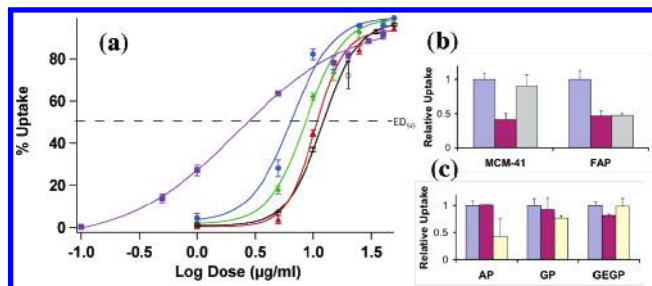 (a)
% Uptake
100
80
60
40
20
0
ED50
-1.0 -0.5 0.0 0.5 1.0 1.5
Log Dose (µg/ml)
(b)
Relative Uptake
1
0.5
0
MCM-41 FAP
(c)
Relative Uptake
1
0.5
0
AP GP GEGP